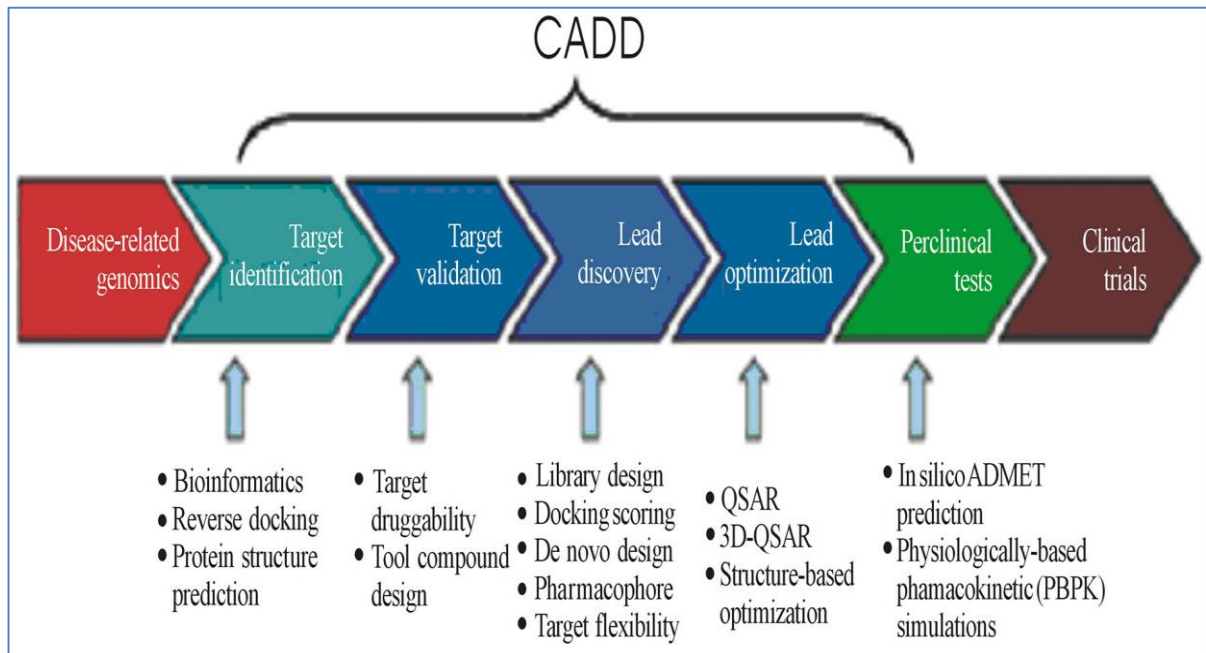 CADD
Disease-related
genomics
Target
identification
Target
validation
Lead
discovery
Lead
optimization
Perclinical
tests
Clinical
trials
• Bioinformatics
• Reverse docking
• Protein structure
prediction
• Target
druggability
• Tool compound
design
• Library design
• Docking scoring
• De novo design
• Pharmacophore
• Target flexibility
• QSAR
• 3D-QSAR
• Structure-based
optimization
• In silico ADMET
prediction
• Physiologically-based
phamacokinetic (PBPK)
simulations